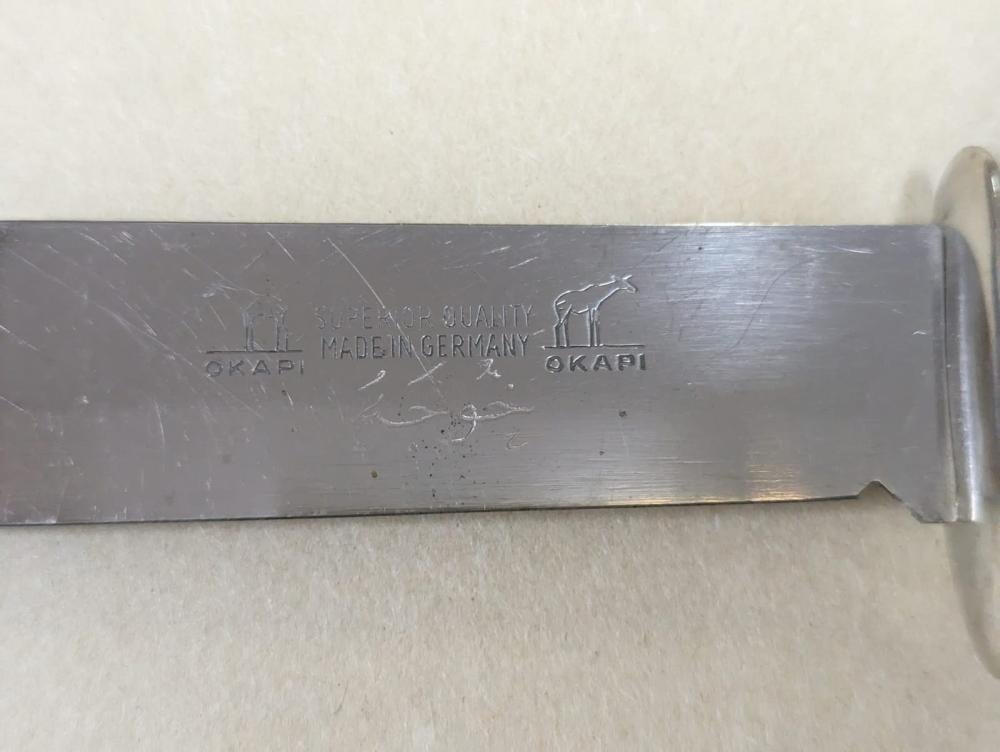 SUPERIOR QUALITY
MADE IN GERMANY
OKAPI OKAPI